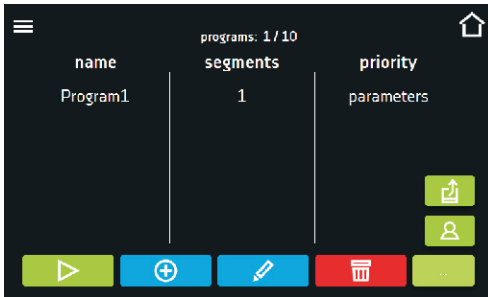 programs: 1 / 10
name segments priority
Program1 1 parameters
...